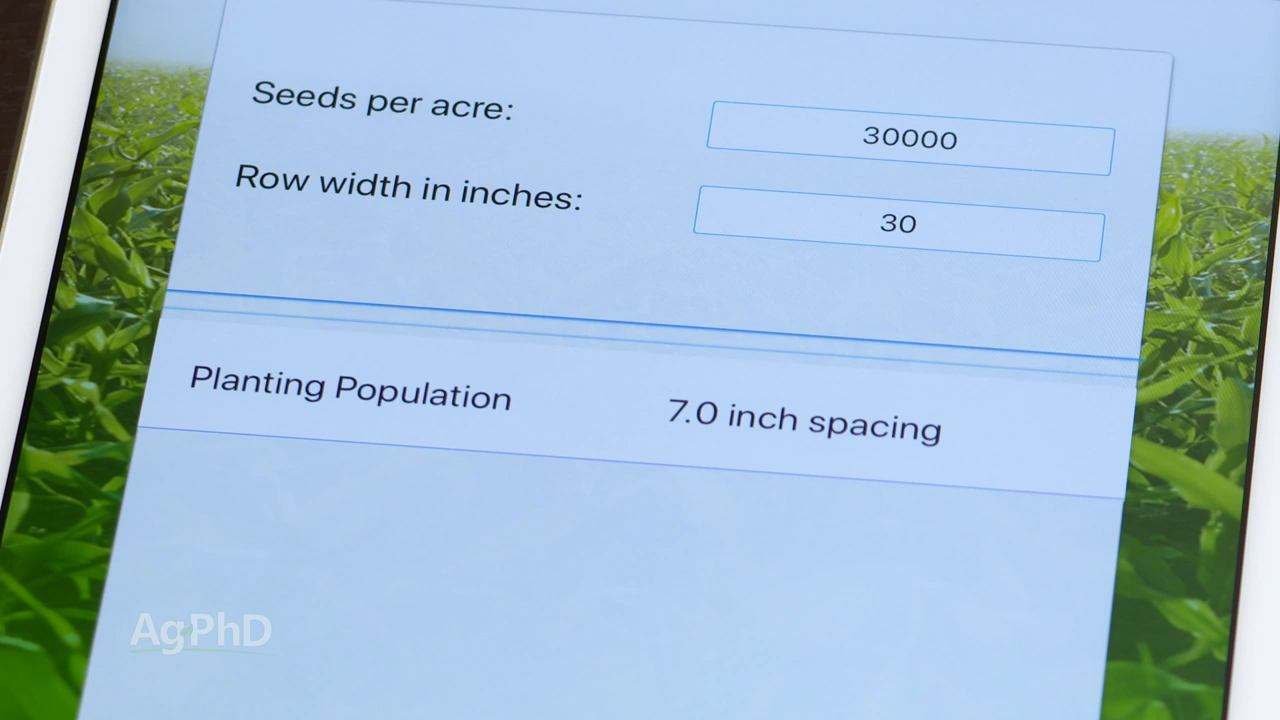 Seeds per acre: 30000
Row width in inches: 30
Planting Population 7.0 inch spacing
AgPhD